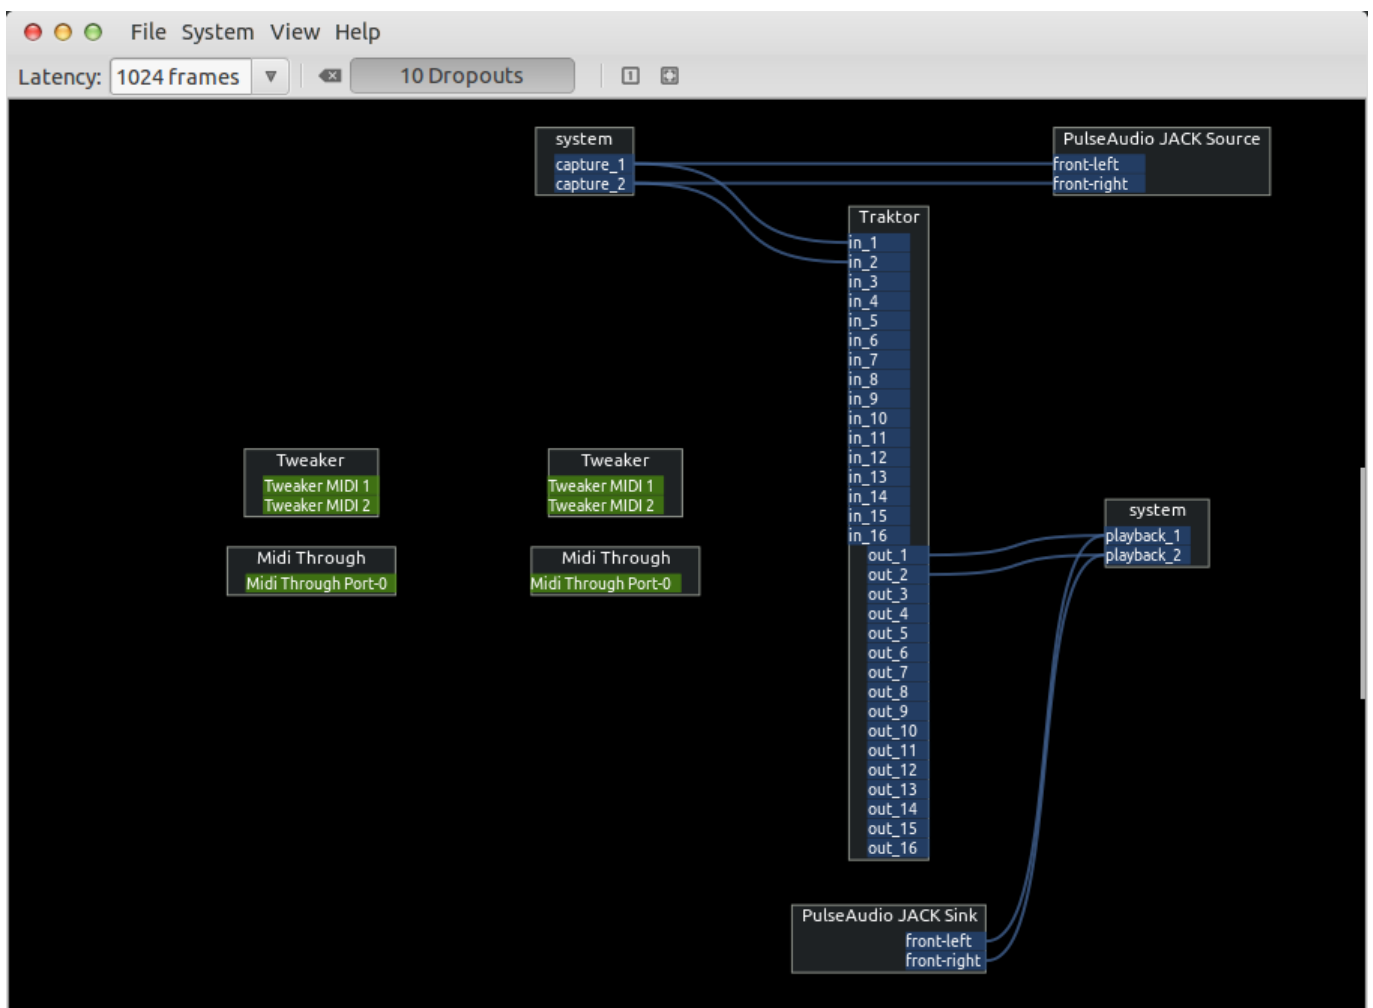 File System View Help
Latency: 1024 frames 10 Dropouts
system
capture_1
capture_2
PulseAudio JACK Source
front-left
front-right
Traktor
in_1
in_2
in_3
in_4
in_5
in_6
in_7
in_8
in_9
in_10
in_11
in_12
in_13
in_14
in_15
in_16
out_1
out_2
out_3
out_4
out_5
out_6
out_7
out_8
out_9
out_10
out_11
out_12
out_13
out_14
out_15
out_16
Tweaker
Tweaker MIDI 1
Tweaker MIDI 2
Tweaker
Tweaker MIDI 1
Tweaker MIDI 2
Midi Through
Midi Through Port-0
Midi Through
Midi Through Port-0
system
playback_1
playback_2
PulseAudio JACK Sink
front-left
front-right